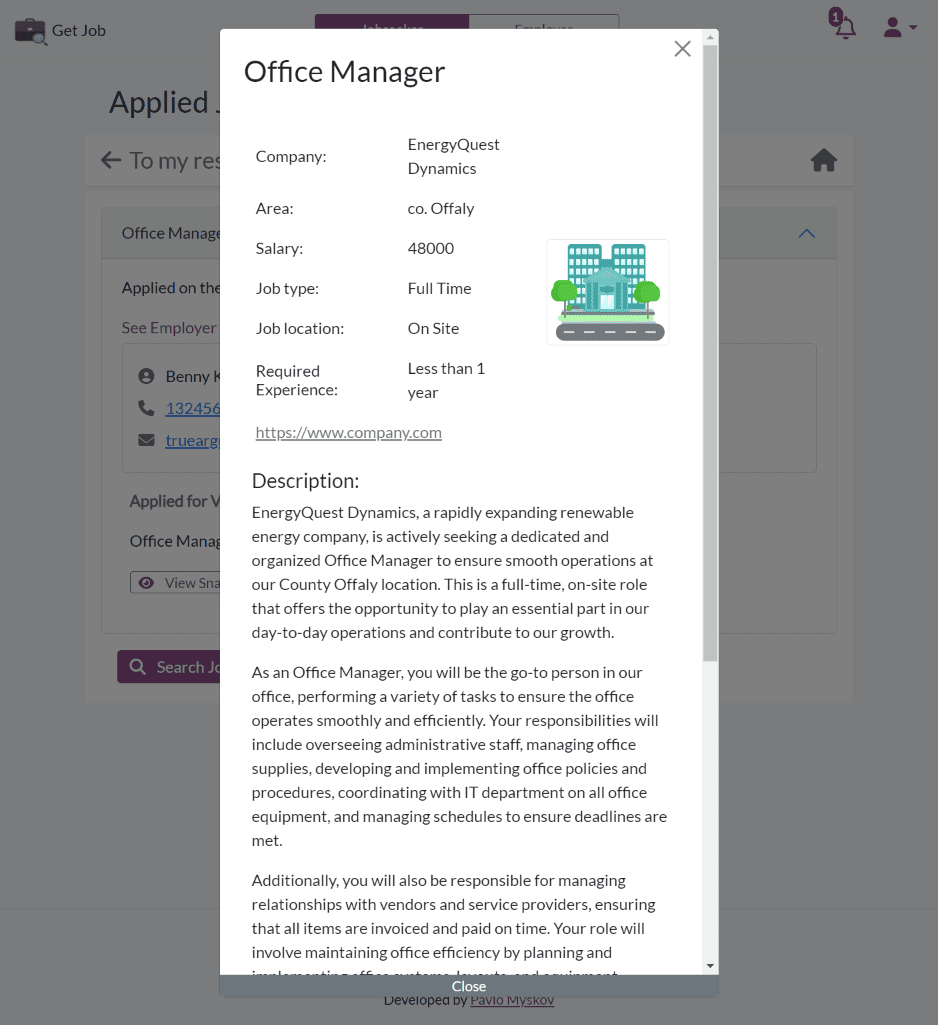 Get Job
Jobseeker
Employer
1
Office Manager
Applied
To my res
Company:
EnergyQuest
Dynamics
Area:
co. Offaly
Salary:
48000
Job type:
Full Time
Job location:
On Site
Required
Experience:
Less than 1
year
https://www.company.com
Office Manage
Applied on the
See Employer
Benny K
132456
trueargu
Applied for V
Office Manag
View Sna
Search Jo
Description:
EnergyQuest Dynamics, a rapidly expanding renewable
energy company, is actively seeking a dedicated and
organized Office Manager to ensure smooth operations at
our County Offaly location. This is a full-time, on-site role
that offers the opportunity to play an essential part in our
day-to-day operations and contribute to our growth.
As an Office Manager, you will be the go-to person in our
office, performing a variety of tasks to ensure the office
operates smoothly and efficiently. Your responsibilities will
include overseeing administrative staff, managing office
supplies, developing and implementing office policies and
procedures, coordinating with IT department on all office
equipment, and managing schedules to ensure deadlines are
met.
Additionally, you will also be responsible for managing
relationships with vendors and service providers, ensuring
that all items are invoiced and paid on time. Your role will
involve maintaining office efficiency by planning and
implementing office systems, layouts, and equipment
Close
Developed by Pavlo Myskov